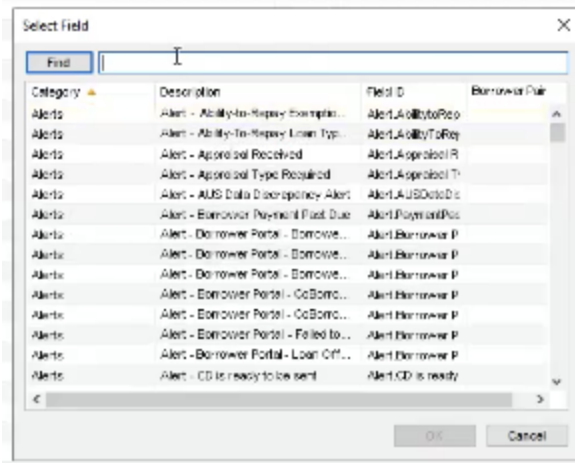 Select Field
Find
Category Description Field ID Borrower Pair
Alerts Alert - Ability-to-Repay Exemptio... Alert.AbilitytoRep
Alerts Alert - Ability-To-Repay Loan Typ... Alert.AbilityToRep
Alerts Alert - Appraisal Received Alert.Appraisal R
Alerts Alert - Appraisal Type Required Alert.Appraisal T
Alerts Alert - AUS Data Discrepancy Alert Alert.AUSDataDis
Alerts Alert - Borrower Payment Past Due Alert.PaymentPas
Alerts Alert - Borrower Portal - Borrowe... Alert.Borrower P
Alerts Alert - Borrower Portal - Borrowe... Alert.Borrower P
Alerts Alert - Borrower Portal - Borrowe... Alert.Borrower P
Alerts Alert - Borrower Portal - CoBorro... Alert.Borrower P
Alerts Alert - Borrower Portal - CoBorro... Alert.Borrower P
Alerts Alert - Borrower Portal - Failed to... Alert.Borrower P
Alerts Alert - Borrower Portal - Loan Off... Alert.Borrower P
Alerts Alert - CD is ready to be sent Alert.CD is ready
OK Cancel